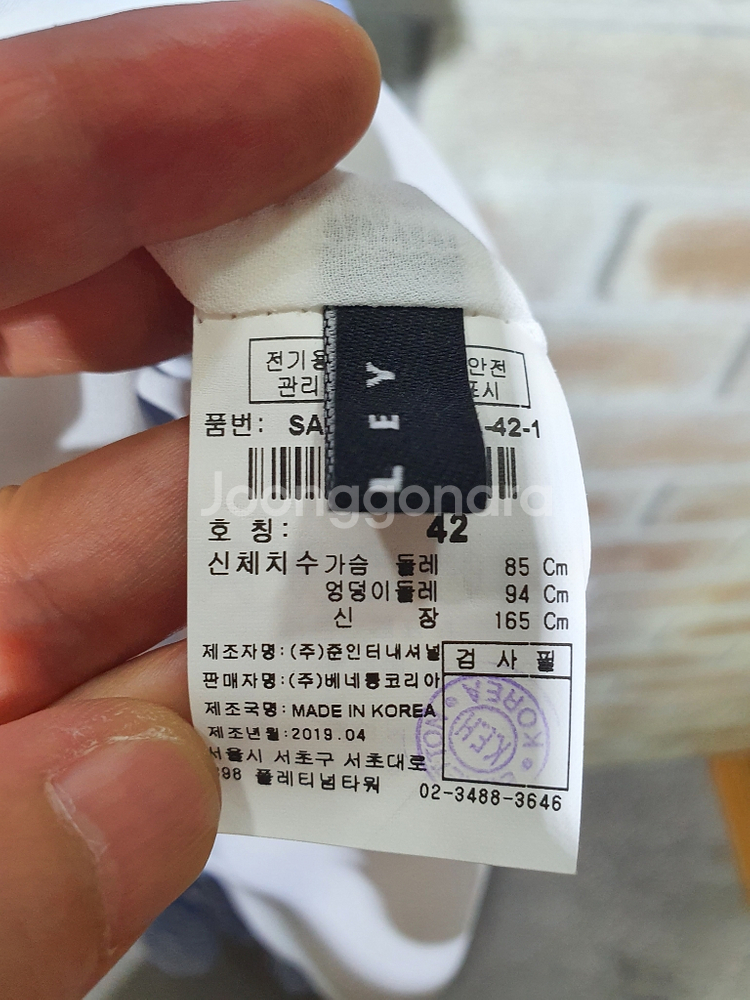 전기용 안전
관리 표시
품번: SA -42-1
LEY
Joonggonara
호 칭: 42
신체치수 가슴 둘레 85 Cm
엉덩이둘레 94 Cm
신 장 165 Cm
제조자명:(주)준인터내셔널
검 사 필
판매자명:(주)베네통코리아
제조국명: MADE IN KOREA
KOREA
K.E.H
제조년월:2019.04
서울시 서초구 서초대로
398 플래티넘타워
02-3488-3646